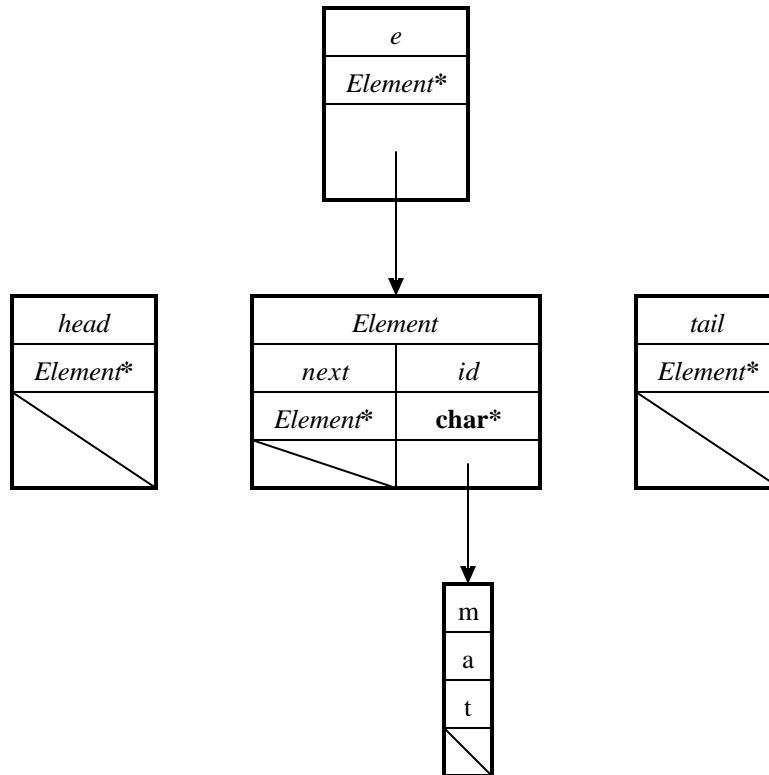 e
Element*
head
Element*
Element
next id
Element* char*
tail
Element*
m
a
t